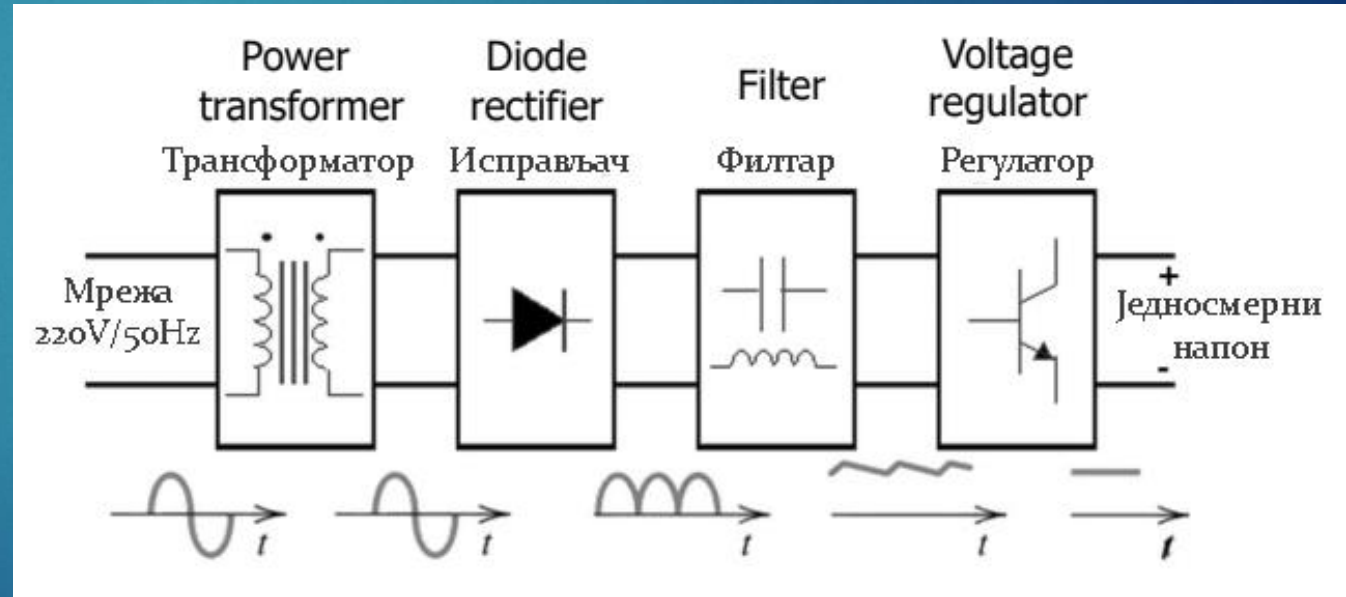 Power
transformer
Diode
rectifier
Filter
Voltage
regulator
Трансформатор
Исправљач
Филтар
Регулатор
Мрежа
220V/50Hz
+
Једносмерни
напон
-
t
t
t
t
t